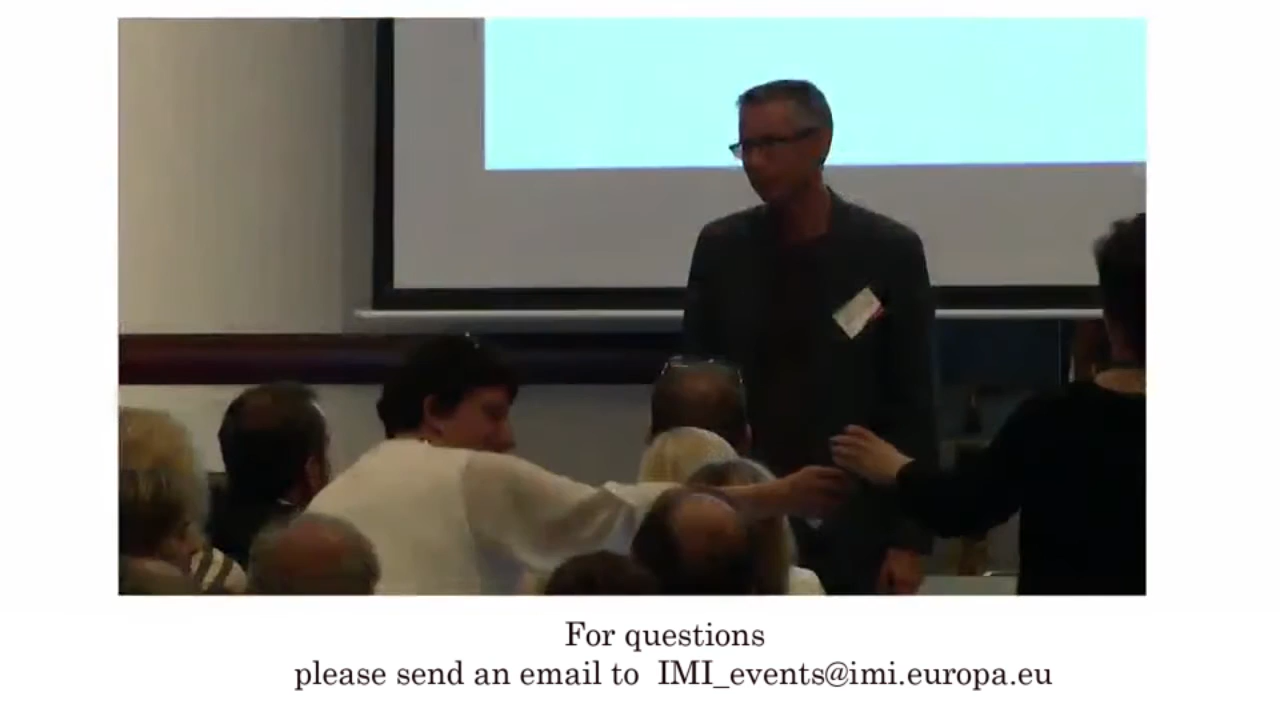 For questions
please send an email to IMI_events@imi.europa.eu